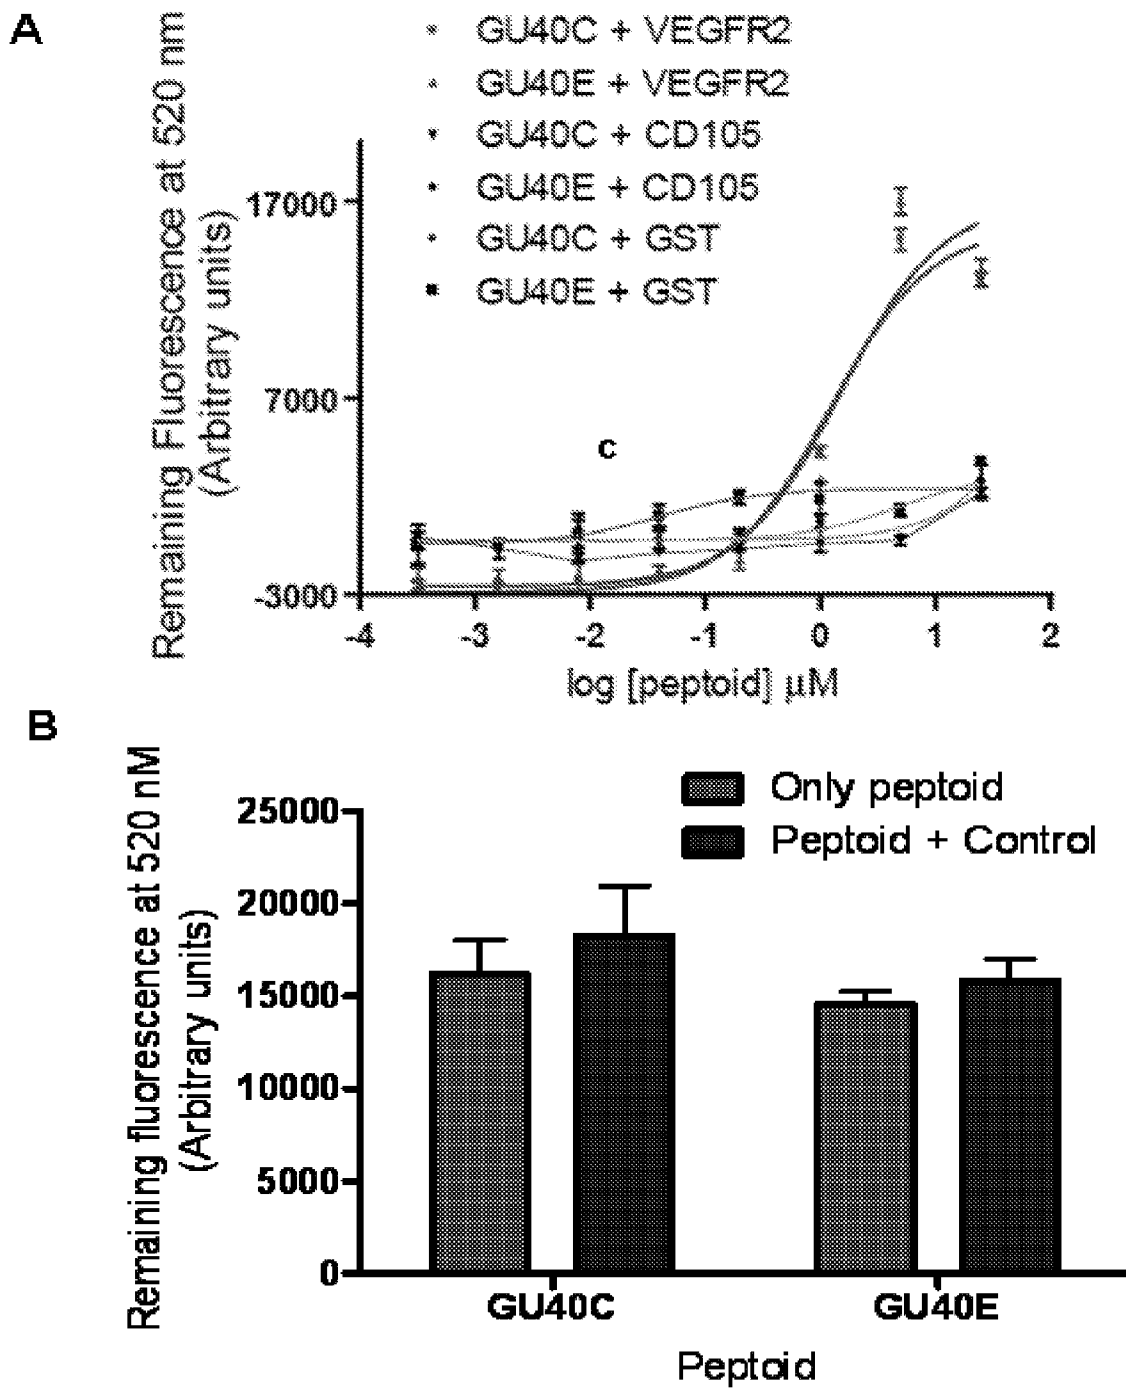 A
GU40C + VEGFR2
GU40E + VEGFR2
GU40C + CD105
GU40E + CD105
GU40C + GST
GU40E + GST
Remaining Fluorescence at 520 nm
(Arbitrary units)
17000
7000
-3000
c
-4 -3 -2 -1 0 1 2
log [peptoid] μM
B
Only peptoid
Peptoid + Control
Remaining fluorescence at 520 nM
(Arbitrary units)
25000
20000
15000
10000
5000
0
GU40C GU40E
Peptoid